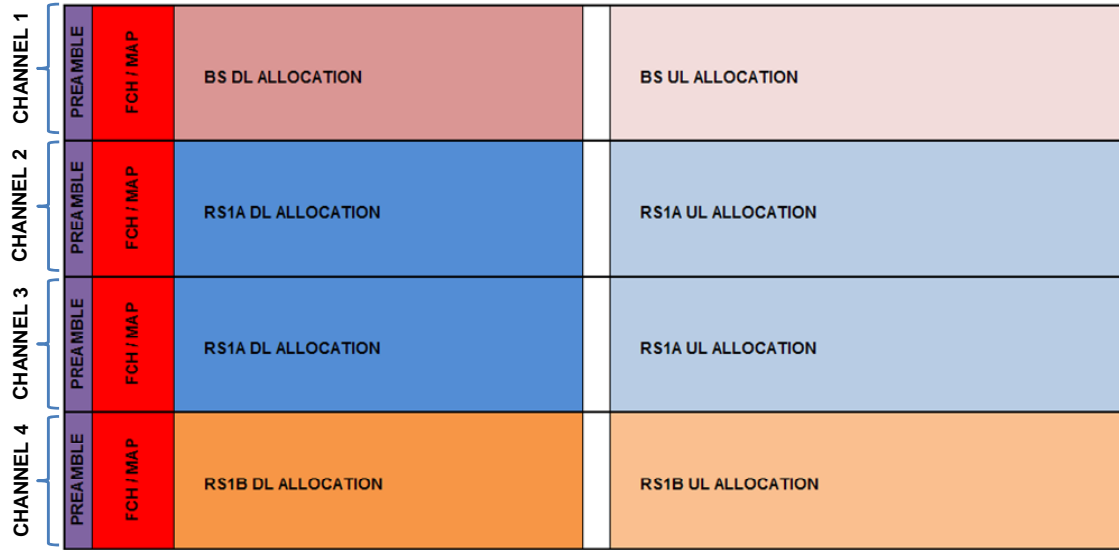 CHANNEL 1
PREAMBLE
FCH / MAP
BS DL ALLOCATION
BS UL ALLOCATION
CHANNEL 2
PREAMBLE
FCH / MAP
RS1A DL ALLOCATION
RS1A UL ALLOCATION
CHANNEL 3
PREAMBLE
FCH / MAP
RS1A DL ALLOCATION
RS1A UL ALLOCATION
CHANNEL 4
PREAMBLE
FCH / MAP
RS1B DL ALLOCATION
RS1B UL ALLOCATION